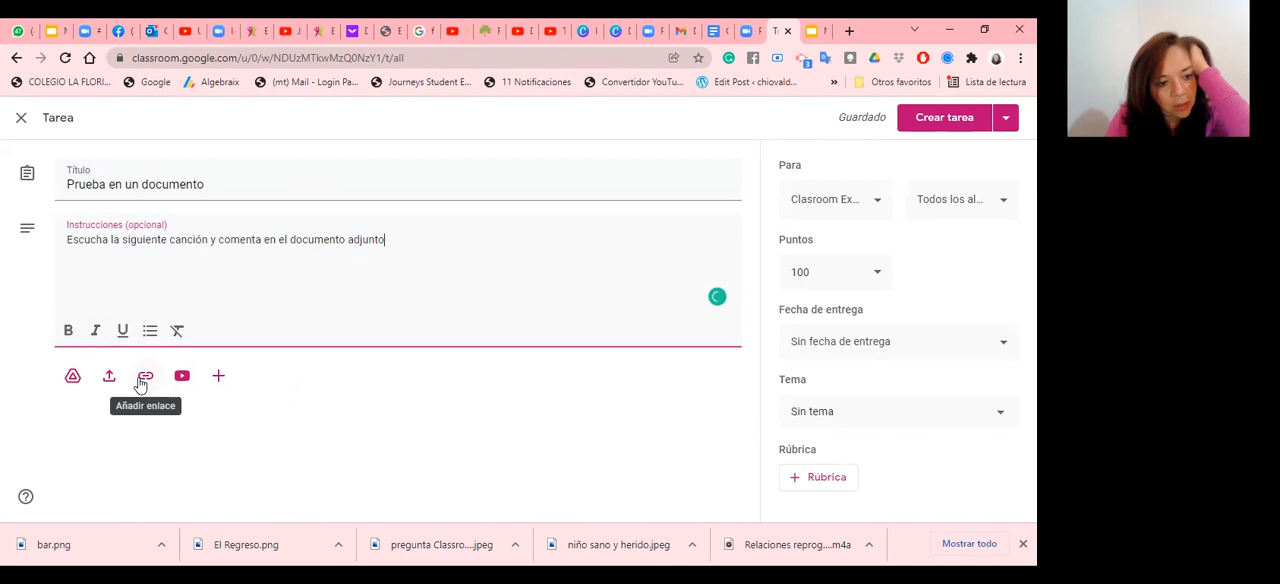 classroom.google.com/u/0/w/NDUzMTkwMzQ0NzY1/t/all
COLEGIO LA FLORI... Google Algebraix (mt) Mail - Login Pa... Journeys Student E... 11 Notificaciones Convertidor YouTu... Edit Post ‹ chiovald... » Otros favoritos Lista de lectura
Tarea
Guardado
Crear tarea
Título
Prueba en un documento
Instrucciones (opcional)
Escucha la siguiente canción y comenta en el documento adjunto
B I U
Añadir enlace
Para
Clasroom Ex... Todos los al...
Puntos
100
Fecha de entrega
Sin fecha de entrega
Tema
Sin tema
Rúbrica
+ Rúbrica
bar.png El Regreso.png pregunta Classro....jpeg niño sano y herido.jpeg Relaciones reprog....m4a Mostrar todo